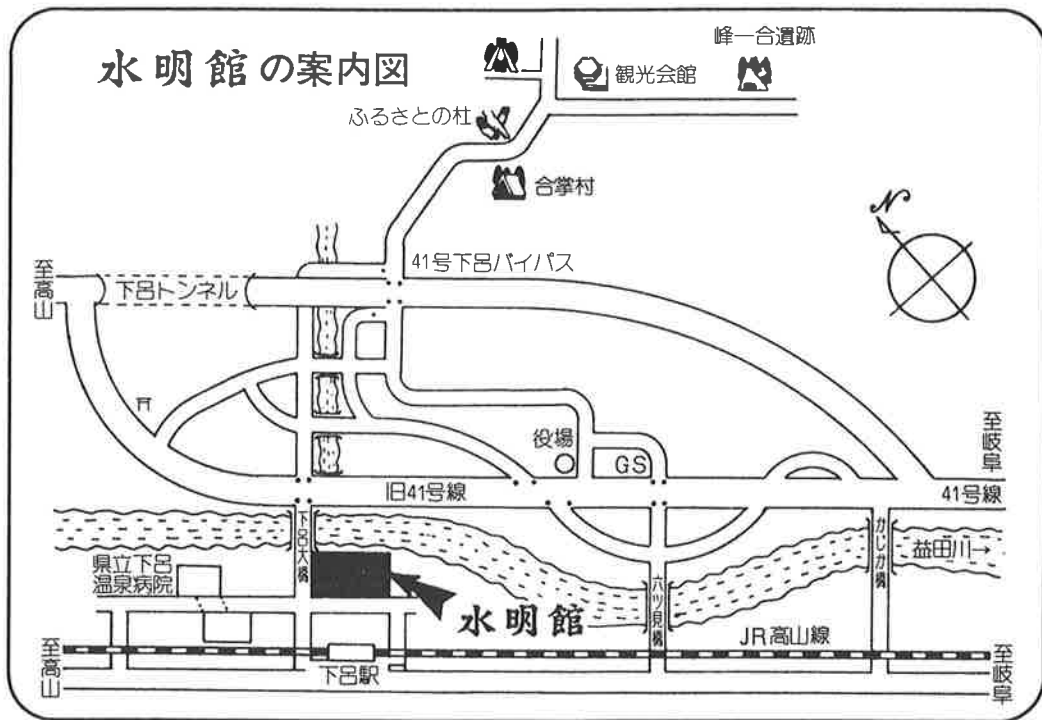 水明館の案内図
峰一合遺跡
観光会館
ふるさとの杜
合掌村
N
41号下呂バイパス
至高山
下呂トンネル
至岐阜
役場
GS
旧41号線
41号線
下呂大橋
かじか橋
益田川→
県立下呂
温泉病院
六ツ見橋
水明館
JR高山線
至高山
下呂駅
至岐阜